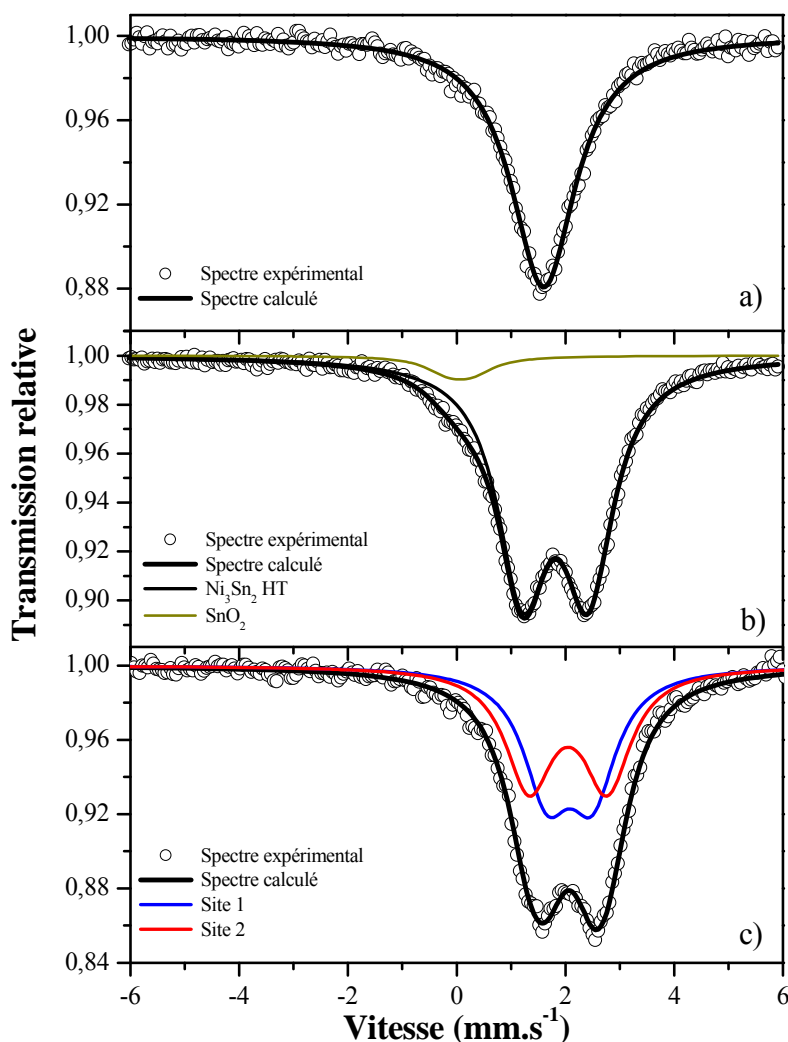 Transmission relative
1,00
0,96
0,92
0,88
Spectre expérimental
Spectre calculé
a)
1.00
0,98
0,96
0,94
0,92
0,90
Spectre expérimental
Spectre calculé
Ni₃Sn₂ HT
SnO₂
b)
1,00
0,96
0,92
0,88
0,84
Spectre expérimental
Spectre calculé
Site 1
Site 2
c)
-6 -4 -2 0 2 4 6
Vitesse (mm.s⁻¹)